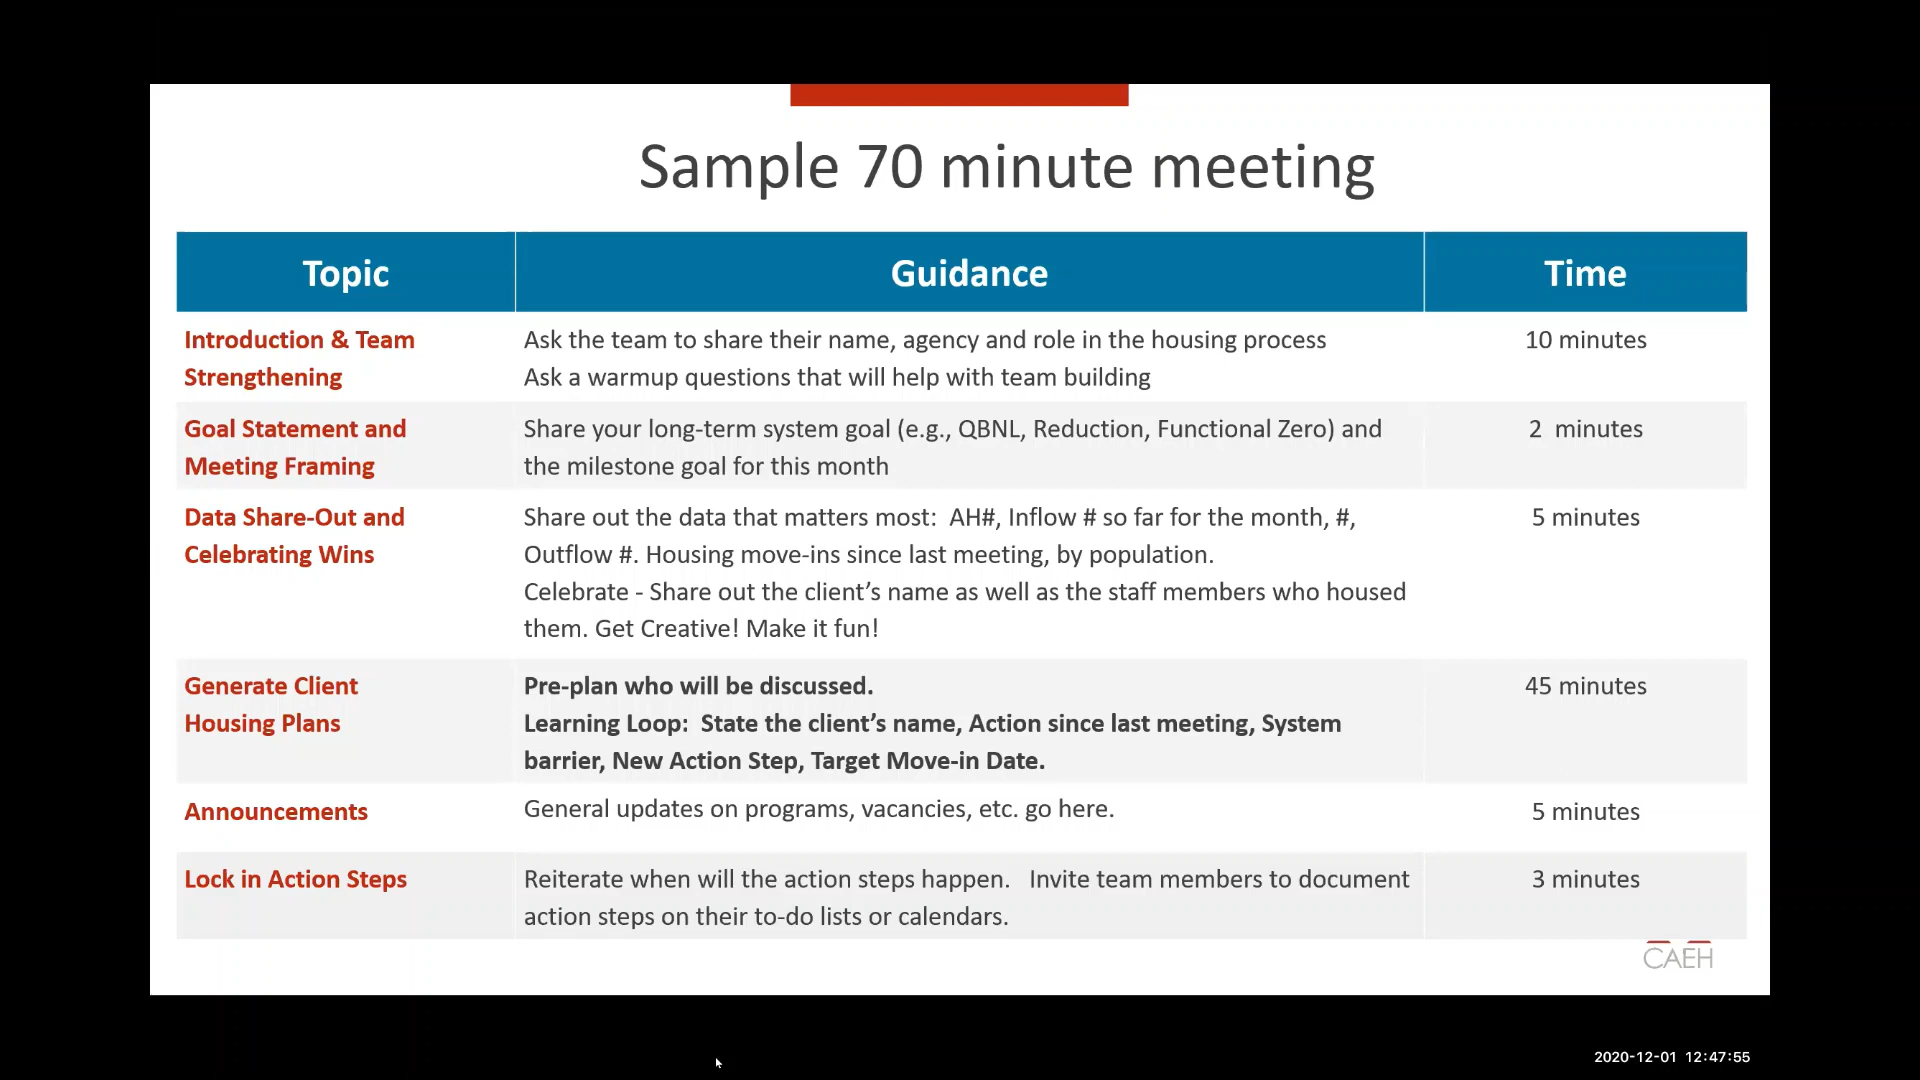 Sample 70 minute meeting
Topic
Guidance
Time
Introduction & Team
Strengthening
Ask the team to share their name, agency and role in the housing process
Ask a warmup questions that will help with team building
10 minutes
Goal Statement and
Meeting Framing
Share your long-term system goal (e.g., QBNL, Reduction, Functional Zero) and
the milestone goal for this month
2  minutes
Data Share-Out and
Celebrating Wins
Share out the data that matters most:  AH#, Inflow # so far for the month, #,
Outflow #. Housing move-ins since last meeting, by population.
Celebrate - Share out the client’s name as well as the staff members who housed
them. Get Creative! Make it fun!
5 minutes
Generate Client
Housing Plans
Pre-plan who will be discussed.
Learning Loop:  State the client’s name, Action since last meeting, System
barrier, New Action Step, Target Move-in Date.
45 minutes
Announcements
General updates on programs, vacancies, etc. go here.
5 minutes
Lock in Action Steps
Reiterate when will the action steps happen.   Invite team members to document
action steps on their to-do lists or calendars.
3 minutes
CAEH
2020-12-01  12:47:55